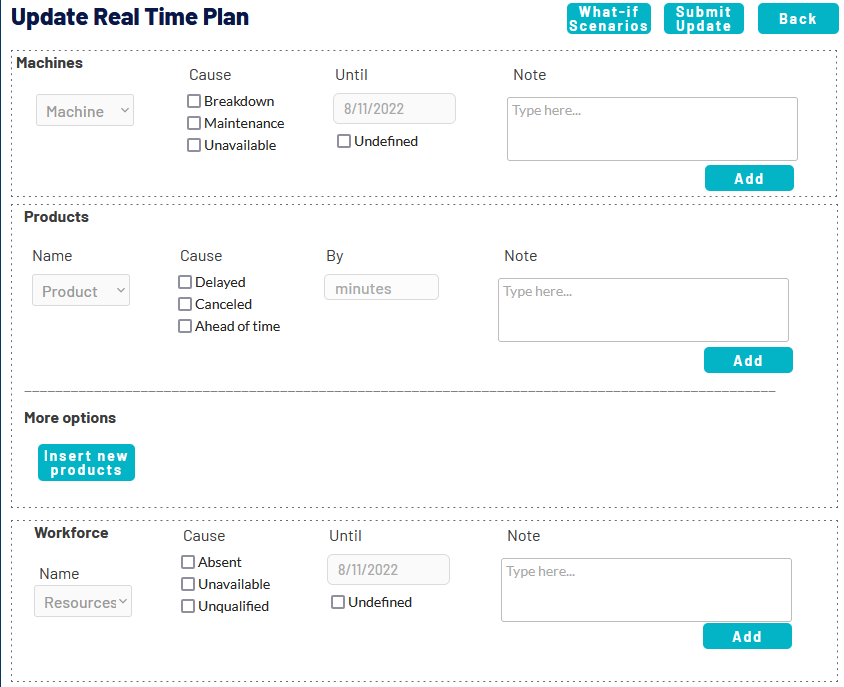 Update Real Time Plan
What-if
Scenarios
Submit
Update
Back
Machines
Cause
Until
Note
Machine
Breakdown
Maintenance
Unavailable
8/11/2022
Undefined
Type here...
Add
Products
Name
Cause
By
Note
Product
Delayed
Canceled
Ahead of time
minutes
Type here...
Add
More options
Insert new
products
Workforce
Cause
Until
Note
Name
Resources
Absent
Unavailable
Unqualified
8/11/2022
Undefined
Type here...
Add